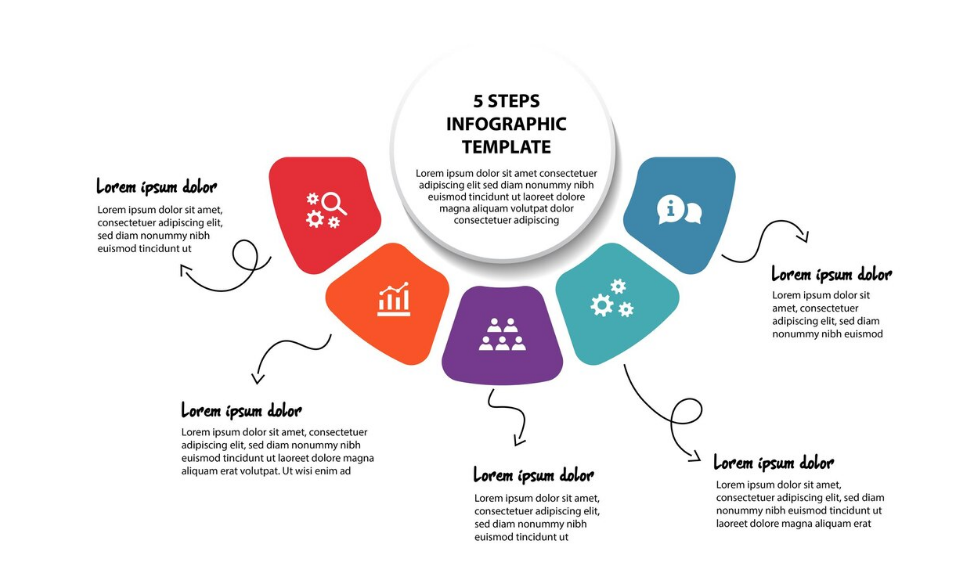 5 STEPS
INFOGRAPHIC
TEMPLATE
Lorem ipsum dolor sit amet consectetuer
adipiscing elit sed diam nonummy nibh
euismod tincidunt ut laoreet dolore
magna aliquam volutpat dolor
consectetuer adipiscing
Lorem ipsum dolor
Lorem ipsum dolor sit amet,
consectetuer adipiscing elit,
sed diam nonummy nibh
euismod tincidunt ut
Lorem ipsum dolor
Lorem ipsum dolor sit amet, consectetuer
adipiscing elit, sed diam nonummy nibh
euismod tincidunt ut laoreet dolore magna
aliquam erat volutpat. Ut wisi enim ad
Lorem ipsum dolor
Lorem ipsum dolor sit amet,
consectetuer adipiscing elit,
sed diam nonummy nibh
euismod tincidunt ut
Lorem ipsum dolor
Lorem ipsum dolor sit amet,
consectetuer adipiscing elit, sed diam
nonummy nibh euismod tincidunt ut
laoreet dolore magna aliquam erat
Lorem ipsum dolor
Lorem ipsum dolor sit
amet, consectetuer
adipiscing elit, sed diam
nonummy nibh euismod